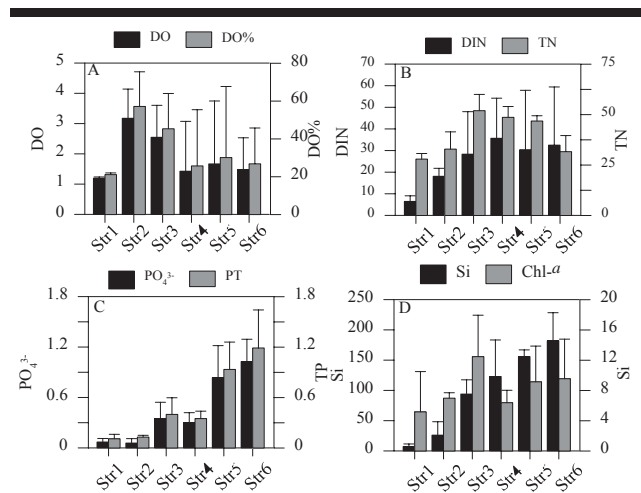 DO DO%
A
5
4
3
2
1
0
DO
80
60
40
20
0
DO%
Str1 Str2 Str3 Str4 Str5 Str6
DIN TN
B
70
60
50
40
30
20
10
0
DIN
75
50
25
0
TN
Str1 Str2 Str3 Str4 Str5 Str6
PO₄³⁻ PT
C
1.8
1.2
0.6
0
PO₄³⁻
1.8
1.2
0.6
0
TP
Str1 Str2 Str3 Str4 Str5 Str6
Si Chl-a
D
250
200
150
100
50
0
Si
20
16
12
8
4
0
Si
Str1 Str2 Str3 Str4 Str5 Str6